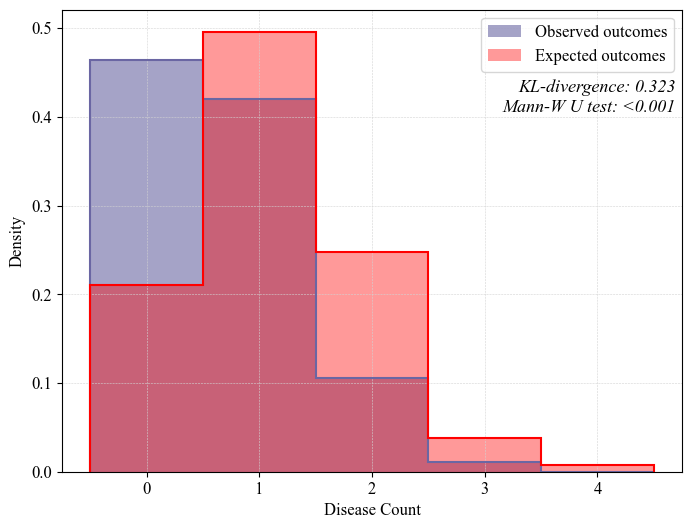 Observed outcomes
Expected outcomes
KL-divergence: 0.323
Mann-W U test: <0.001
0.5
0.4
0.3
0.2
0.1
0.0
Density
0 1 2 3 4
Disease Count